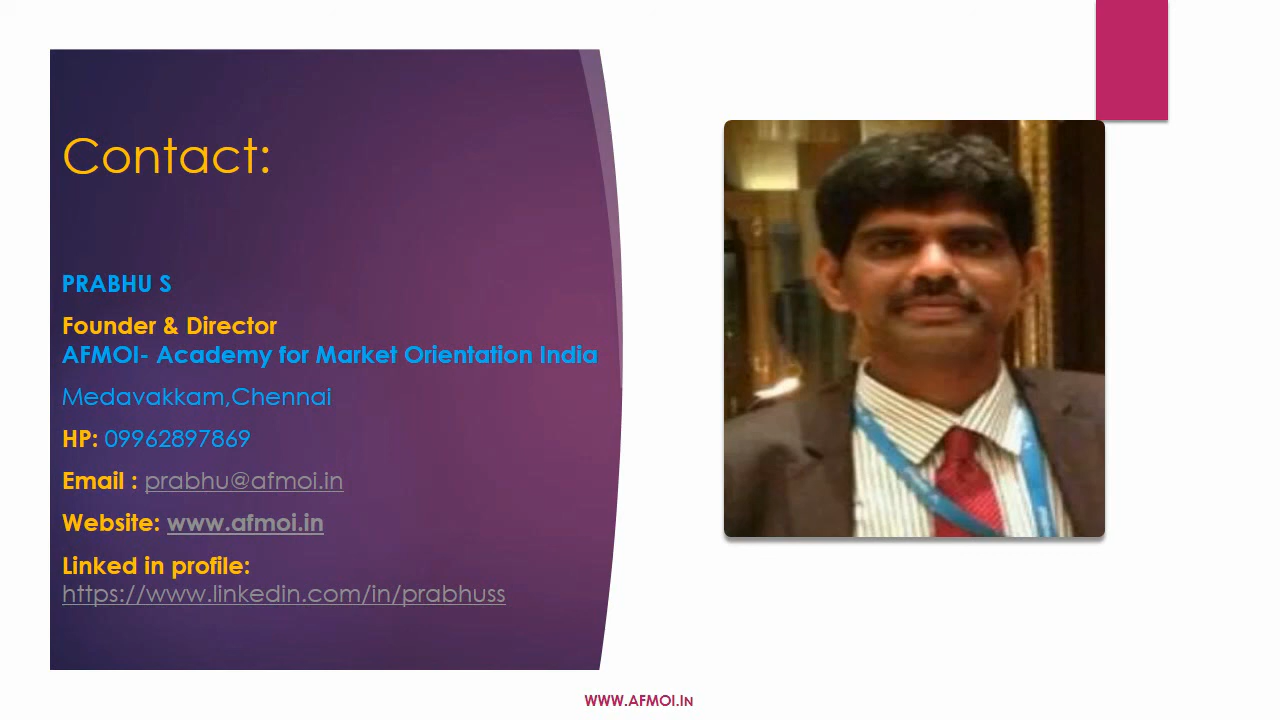 Contact:
PRABHU S
Founder & Director
AFMOI- Academy for Market Orientation India
Medavakkam,Chennai
HP: 09962897869
Email : prabhu@afmoi.in
Website: www.afmoi.in
Linked in profile:
https://www.linkedin.com/in/prabhuss
WWW.AFMOI.IN